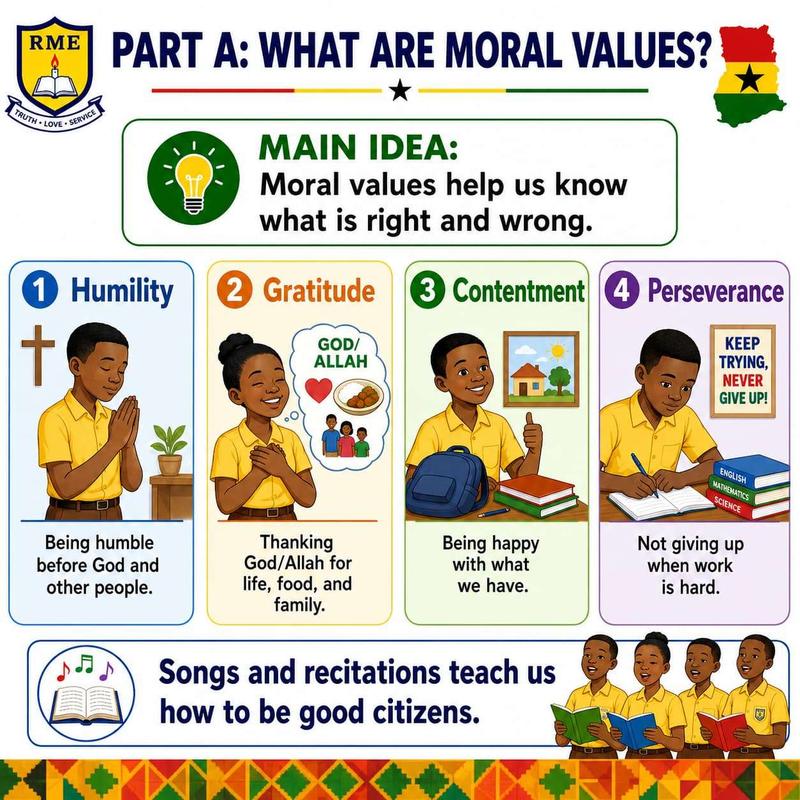 RME
TRUTH • LOVE • SERVICE
PART A: WHAT ARE MORAL VALUES?
MAIN IDEA:
Moral values help us know
what is right and wrong.
1 Humility
Being humble
before God and
other people.
2 Gratitude
GOD/
ALLAH
Thanking
God/Allah for
life, food, and
family.
3 Contentment
Being happy
with what
we have.
4 Perseverance
KEEP
TRYING,
NEVER
GIVE UP!
ENGLISH
MATHEMATICS
SCIENCE
Not giving up
when work
is hard.
Songs and recitations teach us
how to be good citizens.